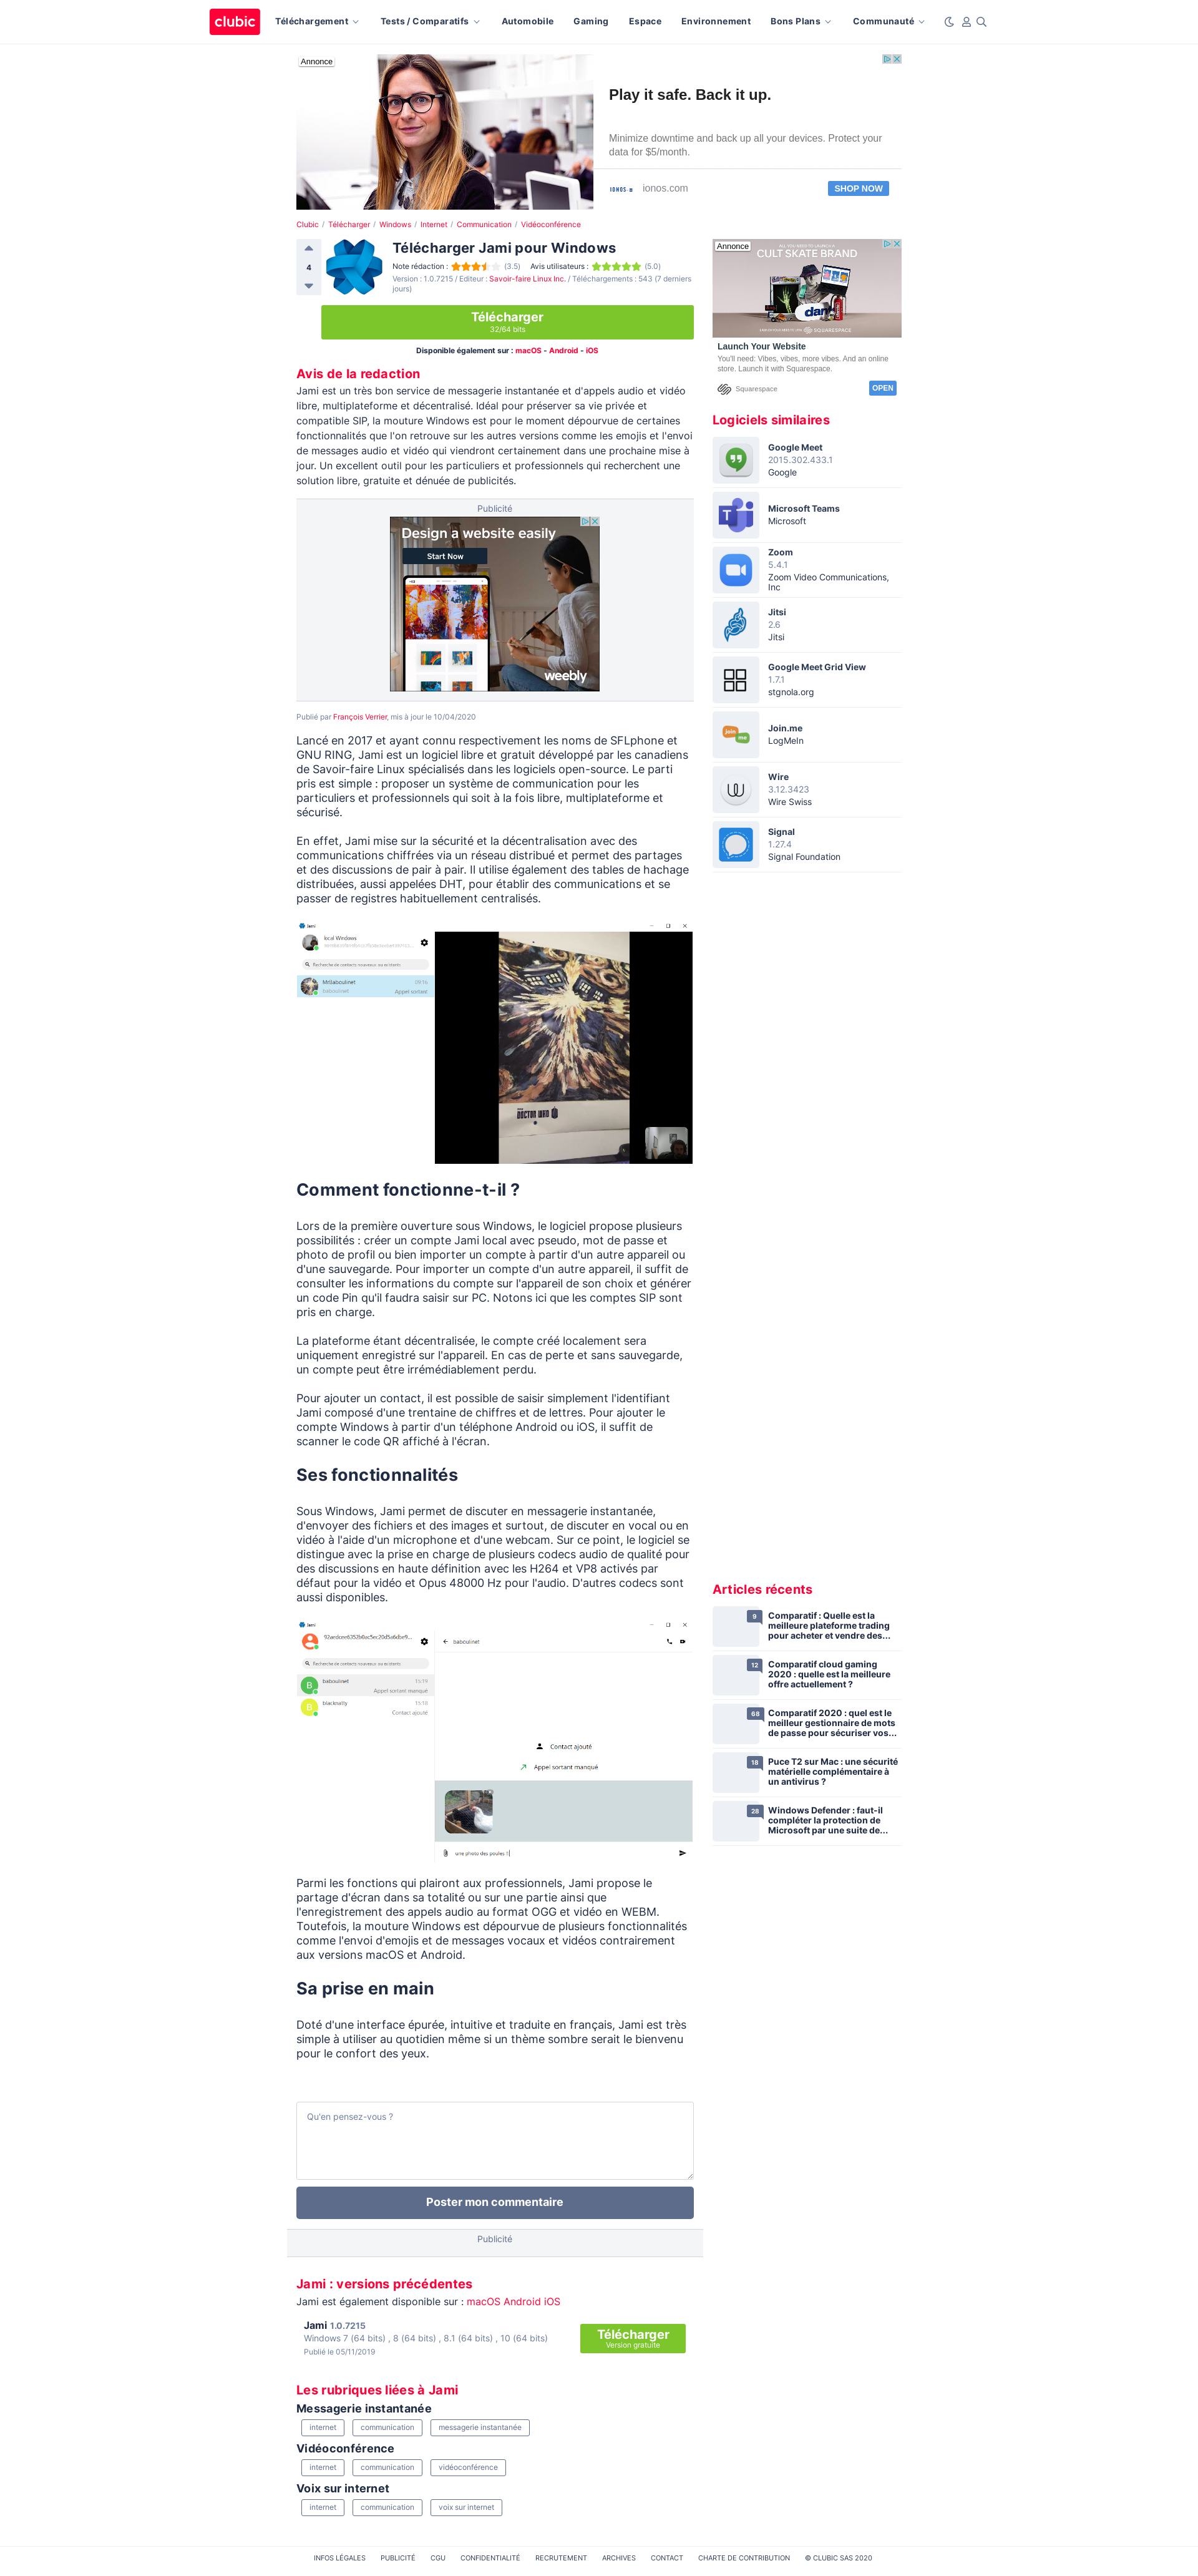 clubic
Téléchargement
Tests / Comparatifs
Automobile
Gaming
Espace
Environnement
Bons Plans
Communauté
Annonce
Play it safe. Back it up.
Minimize downtime and back up all your devices. Protect your
data for $5/month.
IONOS
ionos.com
SHOP NOW
Clubic / Télécharger / Windows / Internet / Communication / Vidéoconférence
4
Télécharger Jami pour Windows
Note rédaction : (3.5) Avis utilisateurs : (5.0)
Version : 1.0.7215 / Editeur : Savoir-faire Linux Inc. / Téléchargements : 543 (7 derniers
jours)
Télécharger
32/64 bits
Disponible également sur : macOS - Android - iOS
Avis de la redaction
Jami est un très bon service de messagerie instantanée et d'appels audio et vidéo
libre, multiplateforme et décentralisé. Idéal pour préserver sa vie privée et
compatible SIP, la mouture Windows est pour le moment dépourvue de certaines
fonctionnalités que l'on retrouve sur les autres versions comme les emojis et l'envoi
de messages audio et vidéo qui viendront certainement dans une prochaine mise à
jour. Un excellent outil pour les particuliers et professionnels qui recherchent une
solution libre, gratuite et dénuée de publicités.
Publicité
Design a website easily
Start Now
weebly
Publié par François Verrier, mis à jour le 10/04/2020
Lancé en 2017 et ayant connu respectivement les noms de SFLphone et
GNU RING, Jami est un logiciel libre et gratuit développé par les canadiens
de Savoir-faire Linux spécialisés dans les logiciels open-source. Le parti
pris est simple : proposer un système de communication pour les
particuliers et professionnels qui soit à la fois libre, multiplateforme et
sécurisé.
En effet, Jami mise sur la sécurité et la décentralisation avec des
communications chiffrées via un réseau distribué et permet des partages
et des discussions de pair à pair. Il utilise également des tables de hachage
distribuées, aussi appelées DHT, pour établir des communications et se
passer de registres habituellement centralisés.
Jami
local Windows
Recherche de contacts nouveaux ou existants
Mrtlaboulinet
09:16
baboulinet
Appel sortant
DOCTOR WHO
Comment fonctionne-t-il ?
Lors de la première ouverture sous Windows, le logiciel propose plusieurs
possibilités : créer un compte Jami local avec pseudo, mot de passe et
photo de profil ou bien importer un compte à partir d'un autre appareil ou
d'une sauvegarde. Pour importer un compte d'un autre appareil, il suffit de
consulter les informations du compte sur l'appareil de son choix et générer
un code Pin qu'il faudra saisir sur PC. Notons ici que les comptes SIP sont
pris en charge.
La plateforme étant décentralisée, le compte créé localement sera
uniquement enregistré sur l'appareil. En cas de perte et sans sauvegarde,
un compte peut être irrémédiablement perdu.
Pour ajouter un contact, il est possible de saisir simplement l'identifiant
Jami composé d'une trentaine de chiffres et de lettres. Pour ajouter le
compte Windows à partir d'un téléphone Android ou iOS, il suffit de
scanner le code QR affiché à l'écran.
Ses fonctionnalités
Sous Windows, Jami permet de discuter en messagerie instantanée,
d'envoyer des fichiers et des images et surtout, de discuter en vocal ou en
vidéo à l'aide d'un microphone et d'une webcam. Sur ce point, le logiciel se
distingue avec la prise en charge de plusieurs codecs audio de qualité pour
des discussions en haute définition avec les H264 et VP8 activés par
défaut pour la vidéo et Opus 48000 Hz pour l'audio. D'autres codecs sont
aussi disponibles.
Jami
baboulinet
Recherche de contacts nouveaux ou existants
B
baboulinet
11:19
Appel sortant manqué
B
blacknelly
11:18
Contact ajouté
Contact ajouté
Appel sortant manqué
une photo des poules !
Parmi les fonctions qui plairont aux professionnels, Jami propose le
partage d'écran dans sa totalité ou sur une partie ainsi que
l'enregistrement des appels audio au format OGG et vidéo en WEBM.
Toutefois, la mouture Windows est dépourvue de plusieurs fonctionnalités
comme l'envoi d'emojis et de messages vocaux et vidéos contrairement
aux versions macOS et Android.
Sa prise en main
Doté d'une interface épurée, intuitive et traduite en français, Jami est très
simple à utiliser au quotidien même si un thème sombre serait le bienvenu
pour le confort des yeux.
Qu'en pensez-vous ?
Poster mon commentaire
Publicité
Jami : versions précédentes
Jami est également disponible sur : macOS Android iOS
Jami 1.0.7215
Windows 7 (64 bits) , 8 (64 bits) , 8.1 (64 bits) , 10 (64 bits)
Publié le 05/11/2019
Télécharger
Version gratuite
Les rubriques liées à Jami
Messagerie instantanée
internet
communication
messagerie instantanée
Vidéoconférence
internet
communication
vidéoconférence
Voix sur internet
internet
communication
voix sur internet
Annonce
ALL YOU NEED TO LAUNCH A
CULT SKATE BRAND
dang
SQUARESPACE
Launch Your Website
You'll need: Vibes, vibes, more vibes. And an online
store. Launch it with Squarespace.
Squarespace
OPEN
Logiciels similaires
Google Meet
2015.302.433.1
Google
Microsoft Teams
Microsoft
Zoom
5.4.1
Zoom Video Communications,
Inc
Jitsi
2.6
Jitsi
Google Meet Grid View
1.7.1
stgnola.org
join
me
Join.me
LogMeIn
Wire
3.12.3423
Wire Swiss
Signal
1.27.4
Signal Foundation
Articles récents
9
Comparatif : Quelle est la
meilleure plateforme trading
pour acheter et vendre des...
12
Comparatif cloud gaming
2020 : quelle est la meilleure
offre actuellement ?
68
Comparatif 2020 : quel est le
meilleur gestionnaire de mots
de passe pour sécuriser vos...
18
Puce T2 sur Mac : une sécurité
matérielle complémentaire à
un antivirus ?
28
Windows Defender : faut-il
compléter la protection de
Microsoft par une suite de...
INFOS LÉGALES
PUBLICITÉ
CGU
CONFIDENTIALITÉ
RECRUTEMENT
ARCHIVES
CONTACT
CHARTE DE CONTRIBUTION
© CLUBIC SAS 2020